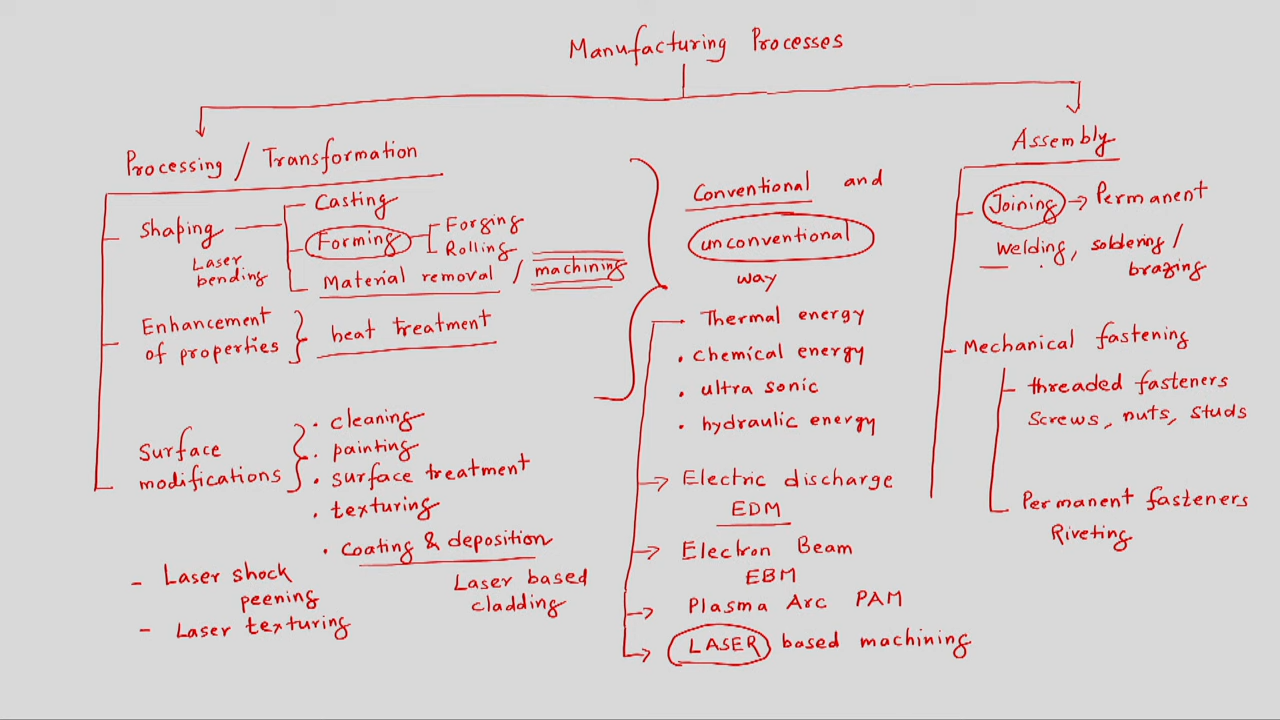 Manufacturing Processes
Processing / Transformation
Shaping
Casting
Forming
Forging
Rolling
Laser
bending
Material removal / machining
Enhancement
of properties
heat treatment
Surface
modifications
• cleaning
• painting
• surface treatment
• texturing
• coating & deposition
Laser based
cladding
- Laser shock
peening
- Laser texturing
Conventional and
unconventional
way
Thermal energy
• chemical energy
• ultra sonic
• hydraulic energy
Electric discharge
EDM
Electron Beam
EBM
Plasma Arc PAM
LASER based machining
Assembly
Joining → Permanent
welding, soldering /
brazing
Mechanical fastening
threaded fasteners
Screws, nuts, studs
Permanent fasteners
Riveting